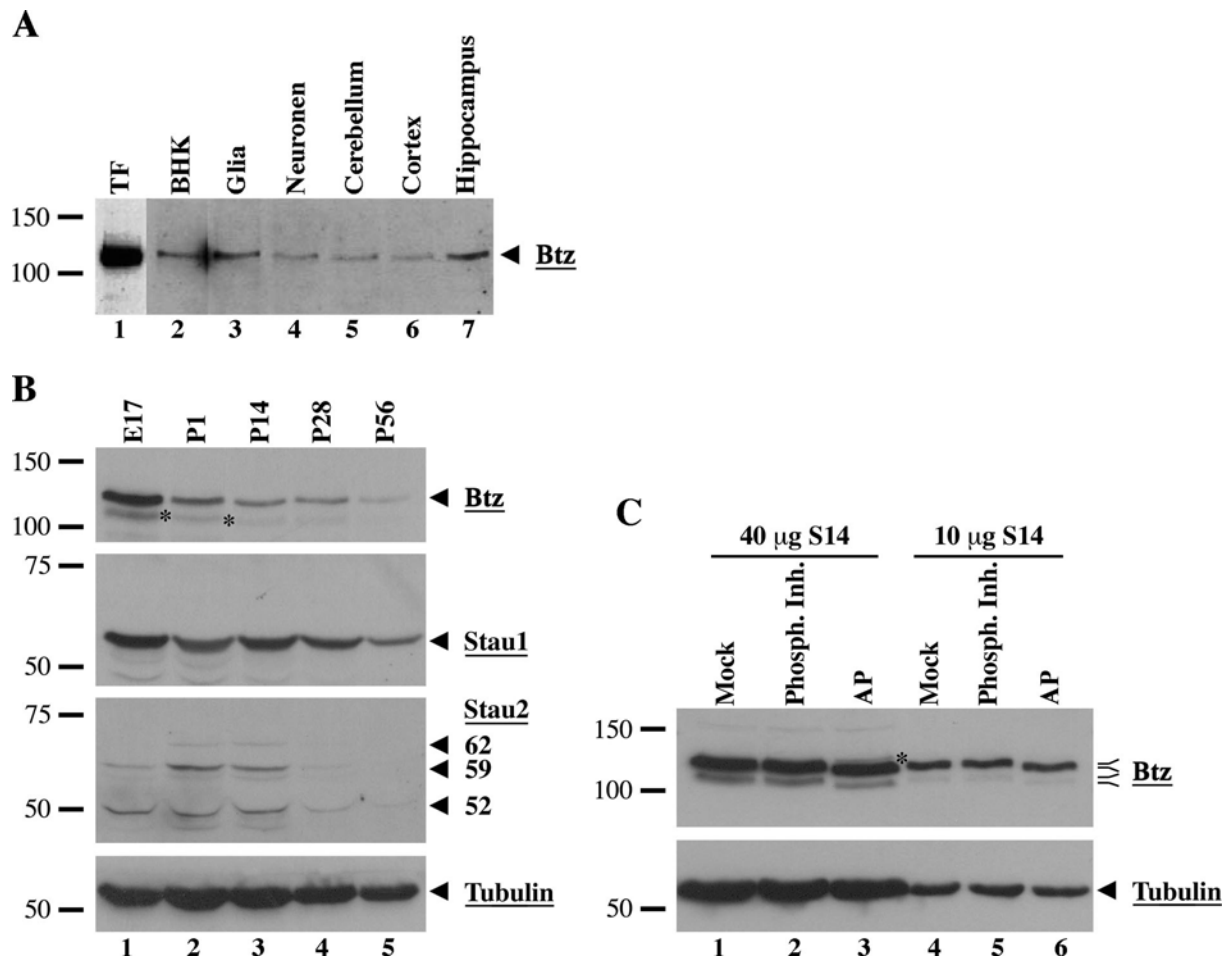 A
TF
BHK
Glia
Neuronen
Cerebellum
Cortex
Hippocampus
150
100
Btz
1 2 3 4 5 6 7
B
E17
P1
P14
P28
P56
150
100
* *
Btz
75
50
Stau1
75
50
Stau2
62
59
52
50
Tubulin
1 2 3 4 5
C
40 µg S14 10 µg S14
Mock
Phosph. Inh.
AP
Mock
Phosph. Inh.
AP
150
100
*
Btz
50
Tubulin
1 2 3 4 5 6